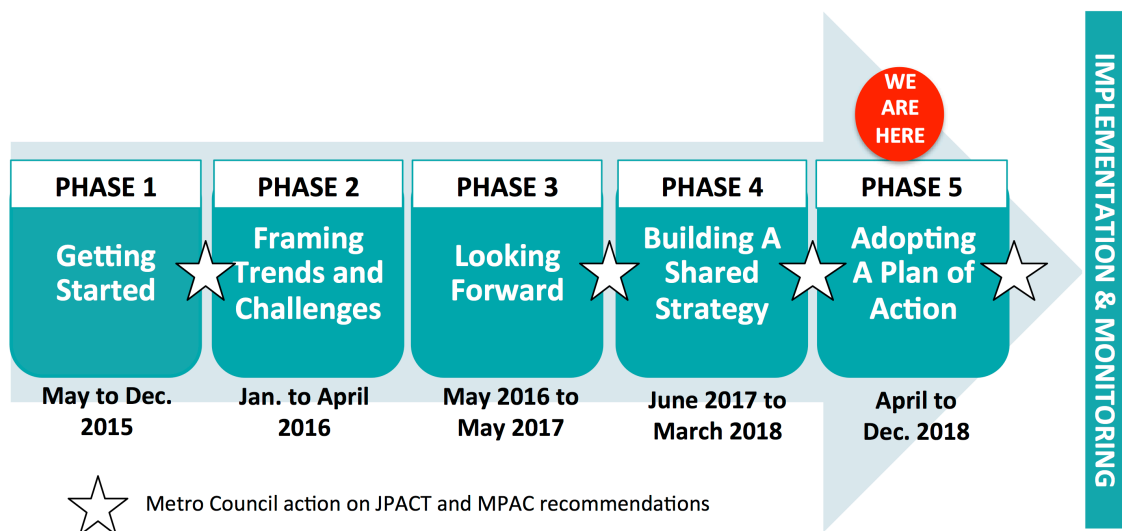 WE
ARE
HERE
PHASE 1
Getting
Started
May to Dec.
2015
PHASE 2
Framing
Trends and
Challenges
Jan. to April
2016
PHASE 3
Looking
Forward
May 2016 to
May 2017
PHASE 4
Building A
Shared
Strategy
June 2017 to
March 2018
PHASE 5
Adopting
A Plan of
Action
April to
Dec. 2018
IMPLEMENTATION & MONITORING
Metro Council action on JPACT and MPAC recommendations